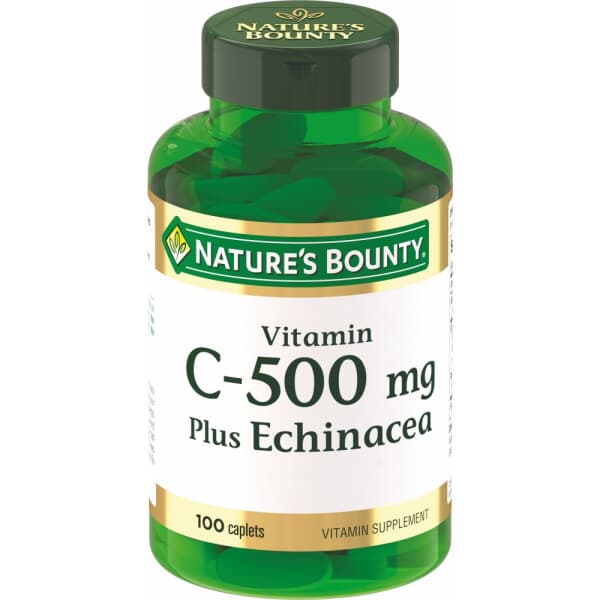 NATURE'S
BOUNTY
NATURE'S BOUNTY®
Vitamin
C-500 mg
Plus Echinacea
100 caplets
VITAMIN SUPPLEMENT